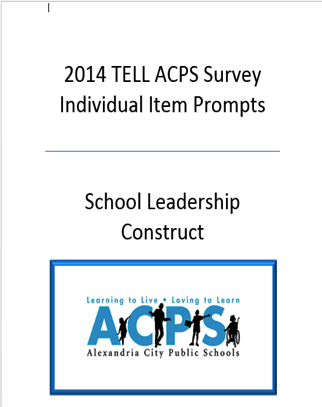 2014 TELL ACPS Survey
Individual Item Prompts
School Leadership
Construct
Learning to Live • Loving to Learn
ACPS
Alexandria City Public Schools